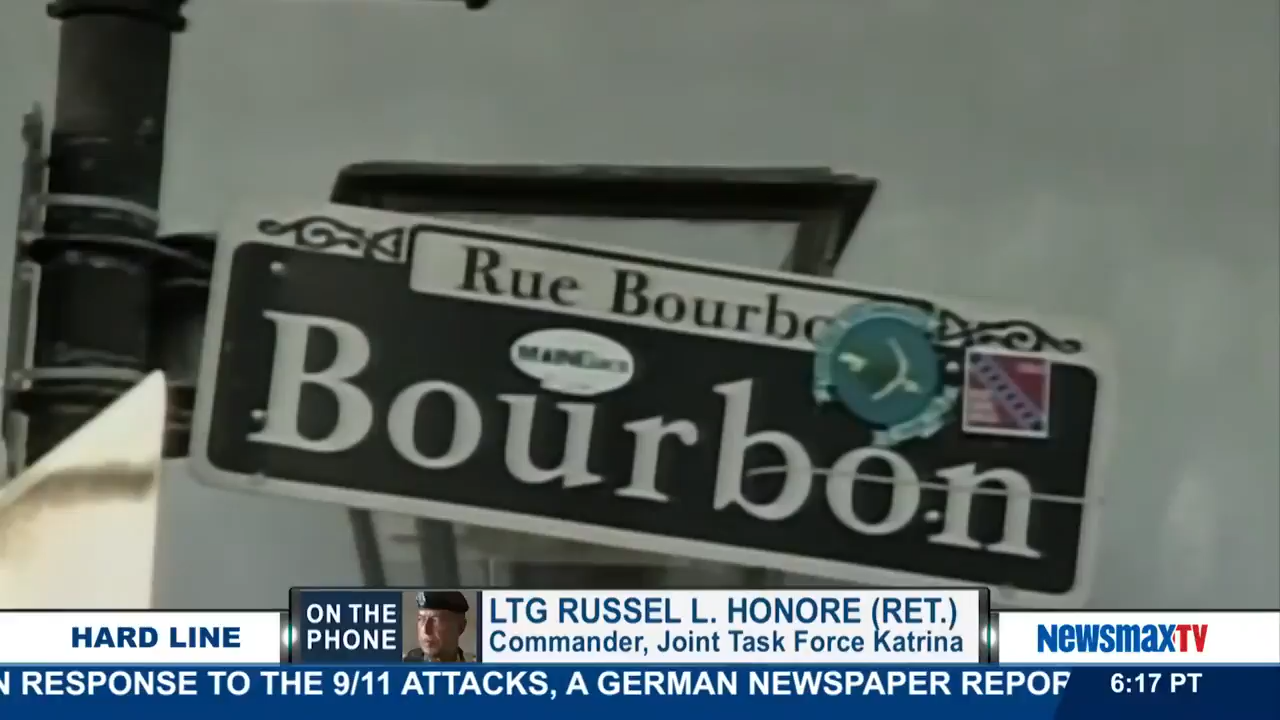 Rue Bourbo
Bourbon
ON THE
PHONE
LTG RUSSEL L. HONORE (RET.)
Commander, Joint Task Force Katrina
HARD LINE
NEWSMAXTV
N RESPONSE TO THE 9/11 ATTACKS, A GERMAN NEWSPAPER REPOR
6:17 PT